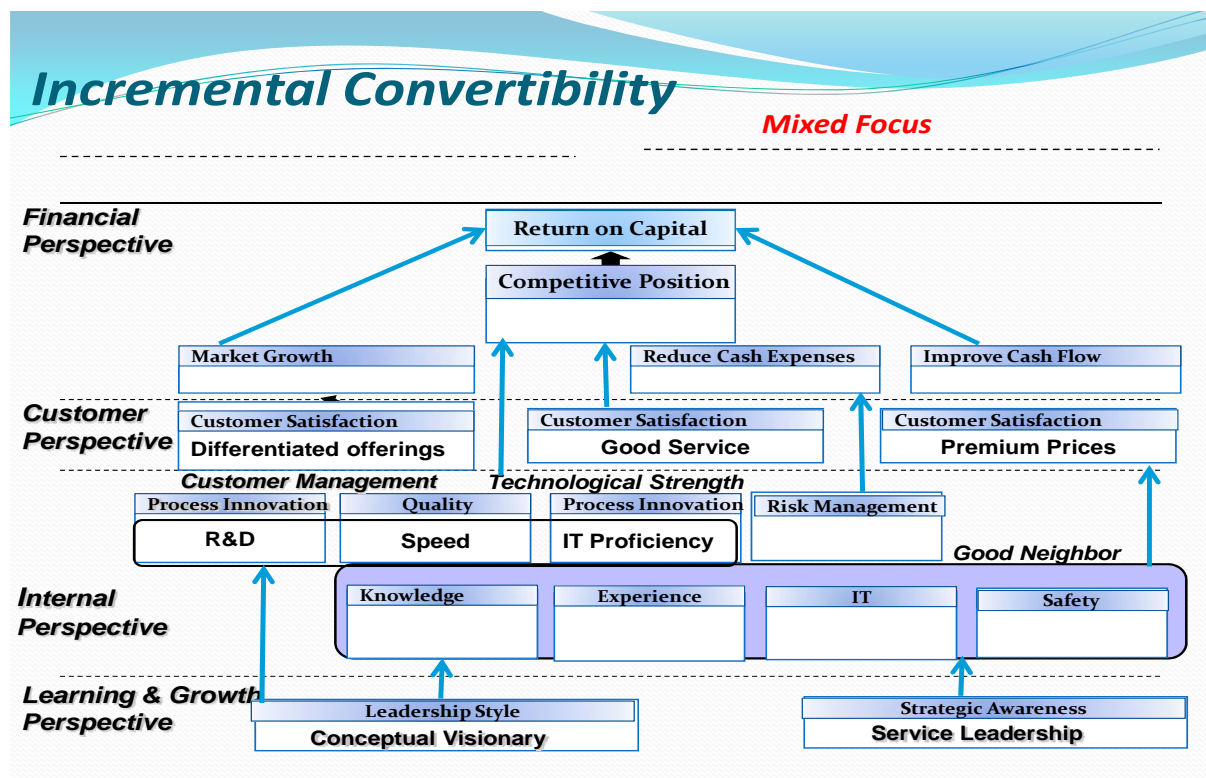 Incremental Convertibility
Mixed Focus
Financial
Perspective
Return on Capital
Competitive Position
Market Growth
Reduce Cash Expenses
Improve Cash Flow
Customer
Perspective
Customer Satisfaction
Differentiated offerings
Customer Satisfaction
Good Service
Customer Satisfaction
Premium Prices
Customer Management
Technological Strength
Process Innovation
R&D
Quality
Speed
Process Innovation
IT Proficiency
Risk Management
Good Neighbor
Internal
Perspective
Knowledge
Experience
IT
Safety
Learning & Growth
Perspective
Leadership Style
Conceptual Visionary
Strategic Awareness
Service Leadership